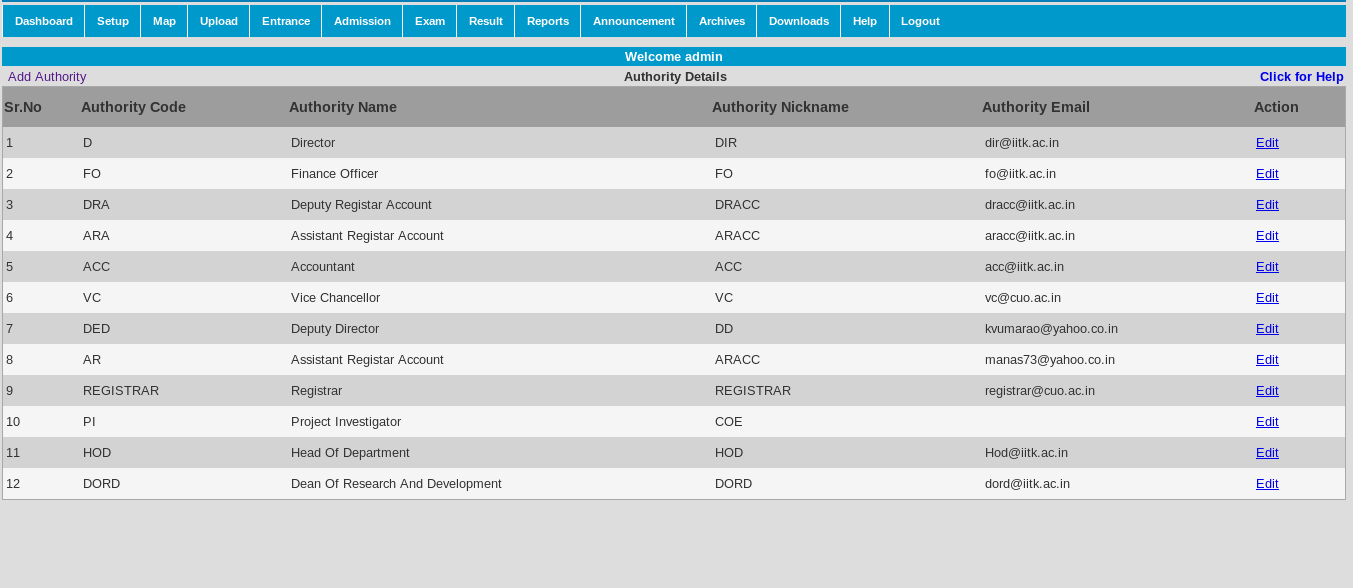 Dashboard Setup Map Upload Entrance Admission Exam Result Reports Announcement Archives Downloads Help Logout
Welcome admin
Add Authority Authority Details Click for Help
Sr.No Authority Code Authority Name Authority Nickname Authority Email Action
1 D Director DIR dir@iitk.ac.in Edit
2 FO Finance Officer FO fo@iitk.ac.in Edit
3 DRA Deputy Registar Account DRACC dracc@iitk.ac.in Edit
4 ARA Assistant Registar Account ARACC aracc@iitk.ac.in Edit
5 ACC Accountant ACC acc@iitk.ac.in Edit
6 VC Vice Chancellor VC vc@cuo.ac.in Edit
7 DED Deputy Director DD kvumarao@yahoo.co.in Edit
8 AR Assistant Registar Account ARACC manas73@yahoo.co.in Edit
9 REGISTRAR Registrar REGISTRAR registrar@cuo.ac.in Edit
10 PI Project Investigator COE Edit
11 HOD Head Of Department HOD Hod@iitk.ac.in Edit
12 DORD Dean Of Research And Development DORD dord@iitk.ac.in Edit